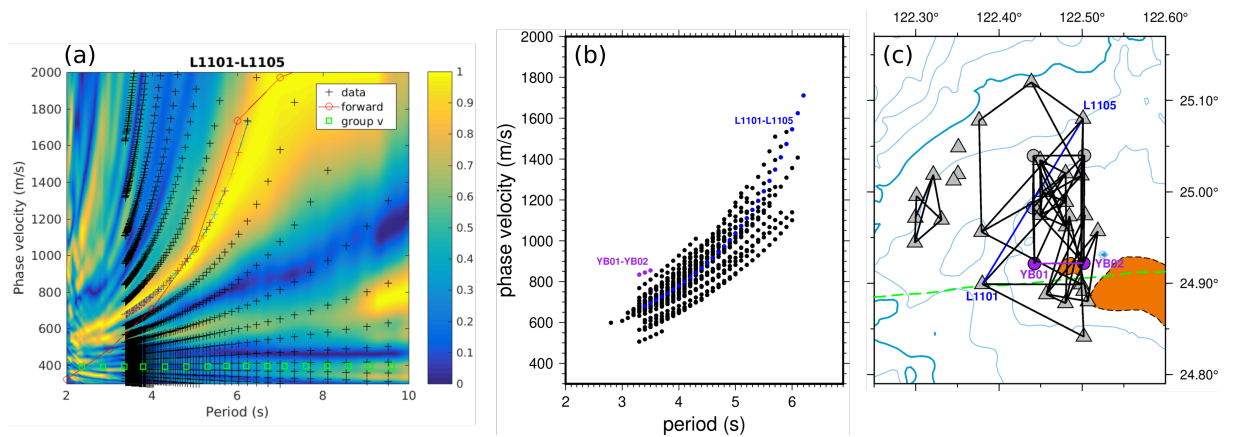 (a)
L1101-L1105
2000
1800
1600
1400
1200
1000
800
600
400
Phase velocity (m/s)
2
4
6
8
10
Period (s)
data
forward
group v
1
0.9
0.8
0.7
0.6
0.5
0.4
0.3
0.2
0.1
0
(b)
2000
1800
1600
1400
1200
1000
800
600
400
phase velocity (m/s)
L1101-L1105
YB01-YB02
2
3
4
5
6
period (s)
(c)
122.30°
122.40°
122.50°
122.60°
25.10°
25.00°
24.90°
24.80°
L1105
YB01
YB02
L1101